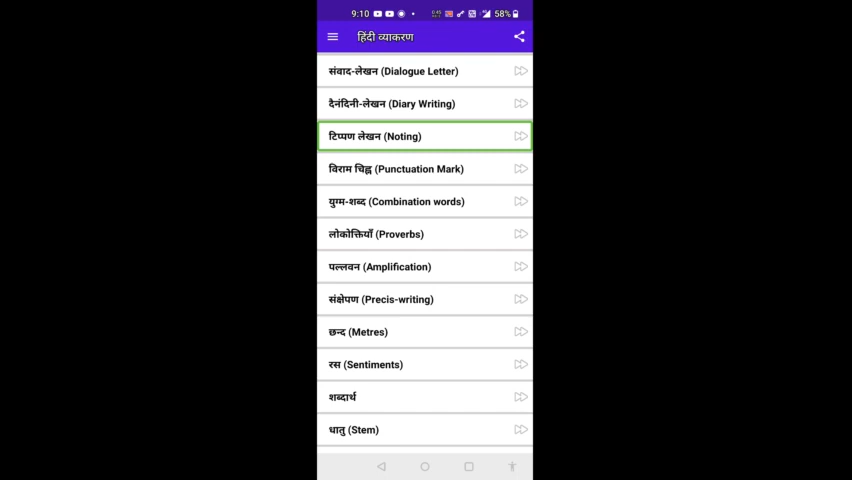 9:10 58%
हिंदी व्याकरण
संवाद-लेखन (Dialogue Letter)
दैनंदिनी-लेखन (Diary Writing)
टिप्पण लेखन (Noting)
विराम चिह्न (Punctuation Mark)
युग्म-शब्द (Combination words)
लोकोक्तियाँ (Proverbs)
पल्लवन (Amplification)
संक्षेपण (Precis-writing)
छन्द (Metres)
रस (Sentiments)
शब्दार्थ
धातु (Stem)